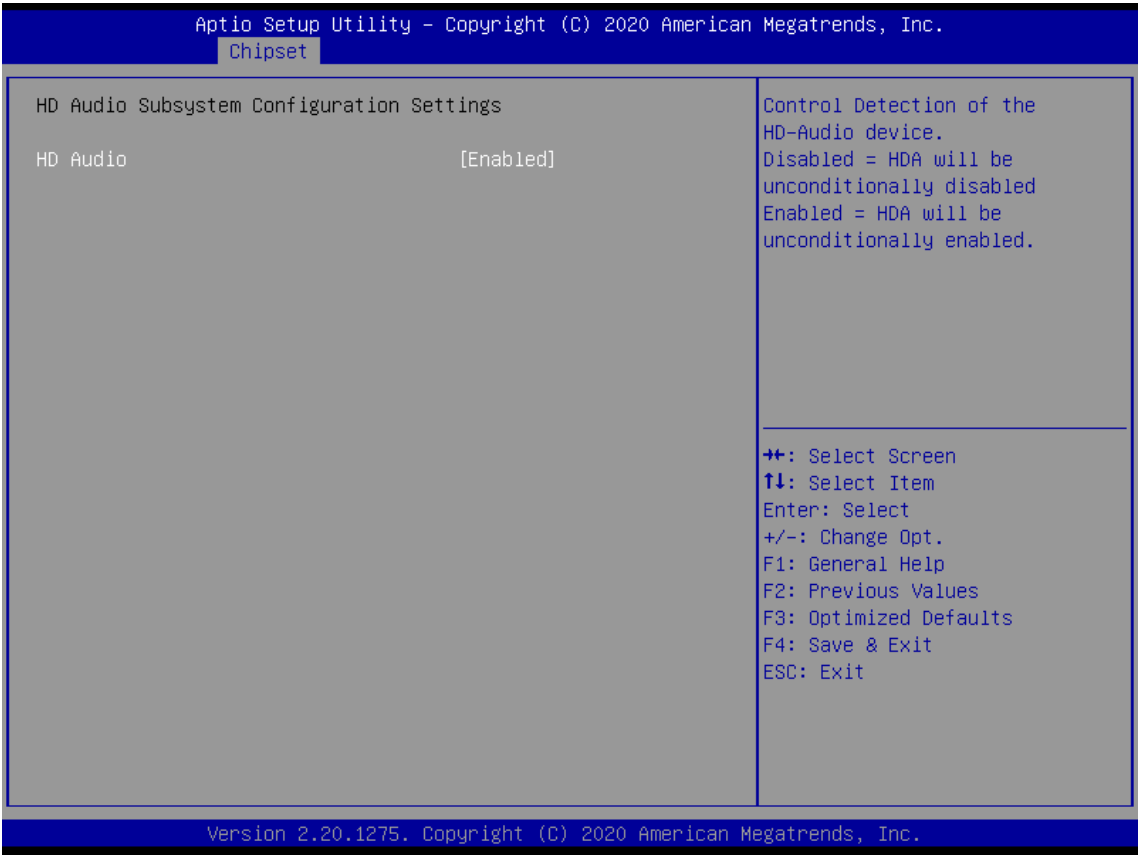 Aptio Setup Utility – Copyright (C) 2020 American Megatrends, Inc.
Chipset
HD Audio Subsystem Configuration Settings
HD Audio [Enabled]
Control Detection of the
HD-Audio device.
Disabled = HDA will be
unconditionally disabled
Enabled = HDA will be
unconditionally enabled.
→←: Select Screen
↑↓: Select Item
Enter: Select
+/-: Change Opt.
F1: General Help
F2: Previous Values
F3: Optimized Defaults
F4: Save & Exit
ESC: Exit
Version 2.20.1275. Copyright (C) 2020 American Megatrends, Inc.